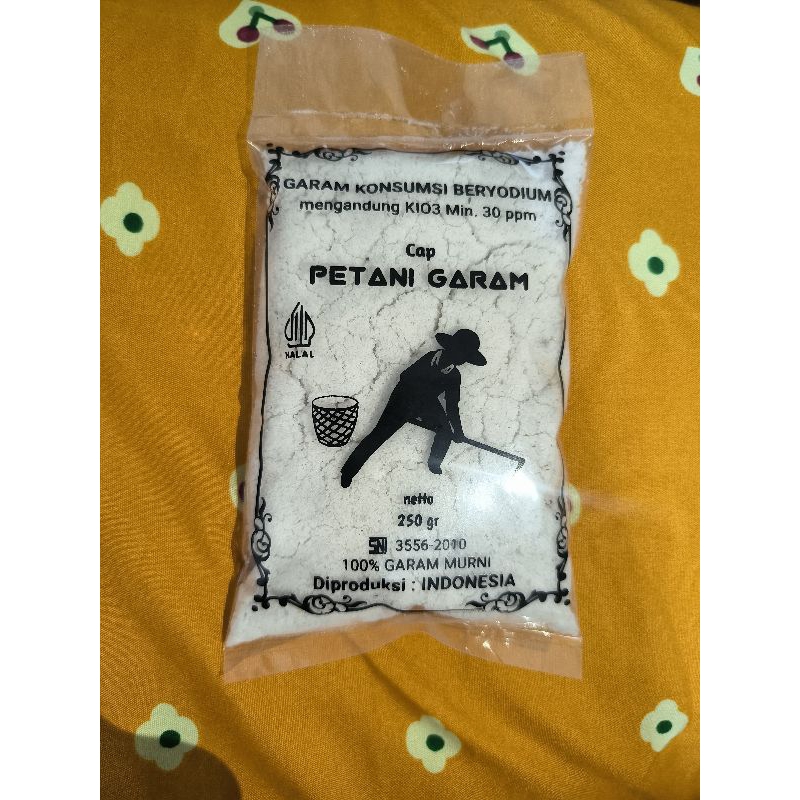 GARAM KONSUMSI BERYODIUM
mengandung KIO3 Min. 30 ppm
Cap
PETANI GARAM
HALAL
netto
250 gr
SNI 3556-2010
100% GARAM MURNI
Diproduksi : INDONESIA